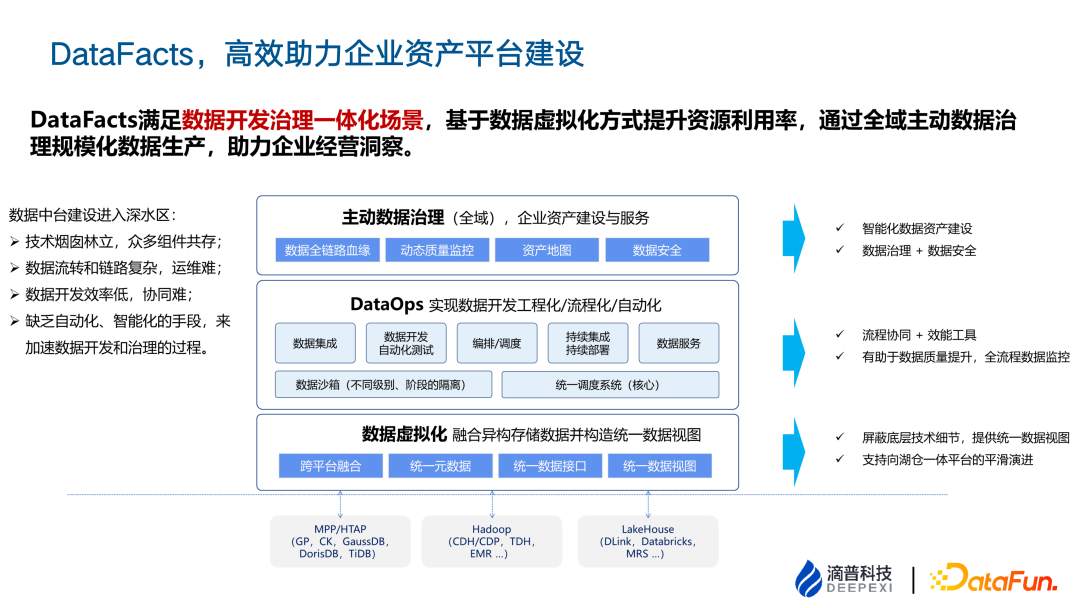 DataFacts，高效助力企业资产平台建设
DataFacts满足数据开发治理一体化场景，基于数据虚拟化方式提升资源利用率，通过全域主动数据治
理规模化数据生产，助力企业经营洞察。
数据中台建设进入深水区：
技术烟囱林立，众多组件共存；
数据流转和链路复杂，运维难；
数据开发效率低，协同难；
缺乏自动化、智能化的手段，来
加速数据开发和治理的过程。
主动数据治理（全域），企业资产建设与服务
数据全链路血缘
动态质量监控
资产地图
数据安全
DataOps 实现数据开发工程化/流程化/自动化
数据集成
数据开发
自动化测试
编排/调度
持续集成
持续部署
数据服务
数据沙箱（不同级别、阶段的隔离）
统一调度系统（核心）
数据虚拟化 融合异构存储数据并构造统一数据视图
跨平台融合
统一元数据
统一数据接口
统一数据视图
✓ 智能化数据资产建设
✓ 数据治理 + 数据安全
✓ 流程协同 + 效能工具
✓ 有助于数据质量提升，全流程数据监控
✓ 屏蔽底层技术细节，提供统一数据视图
✓ 支持向湖仓一体平台的平滑演进
MPP/HTAP
（GP，CK，GaussDB，
DorisDB，TiDB）
Hadoop
（CDH/CDP，TDH，
EMR ...）
LakeHouse
（DLink，Databricks，
MRS ...）
滴普科技
DEEPEXI
DataFun.